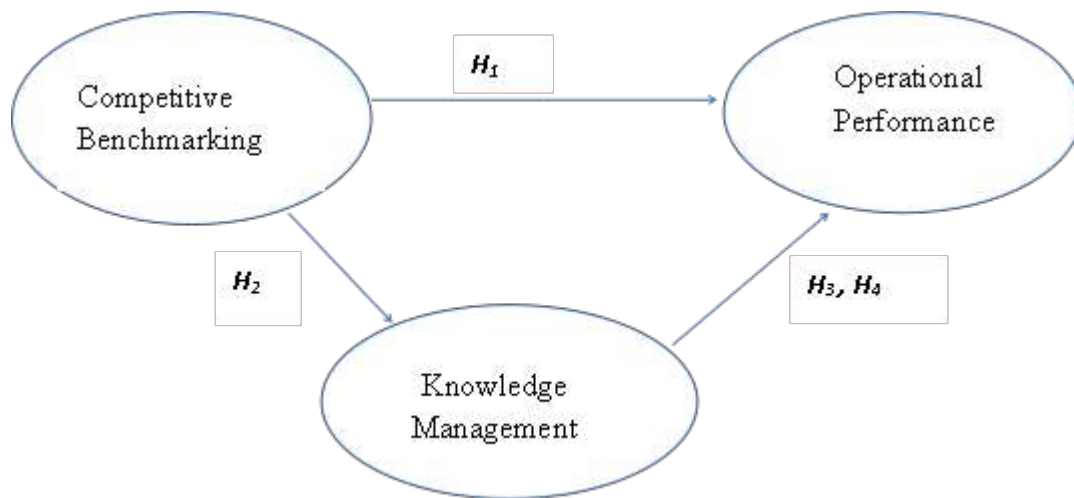 H₁
Competitive
Benchmarking
Operational
Performance
H₂
H₃, H₄
Knowledge
Management